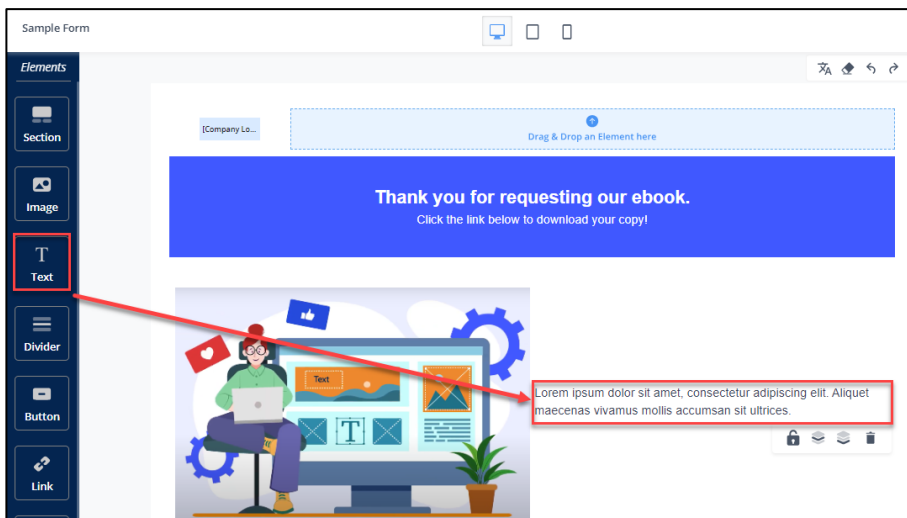 Sample Form
Elements
Section
Image
T
Text
Divider
Button
Link
[Company Lo...
Drag & Drop an Element here
Thank you for requesting our ebook.
Click the link below to download your copy!
Text
T
Lorem ipsum dolor sit amet, consectetur adipiscing elit. Aliquet
maecenas vivamus mollis accumsan sit ultrices.